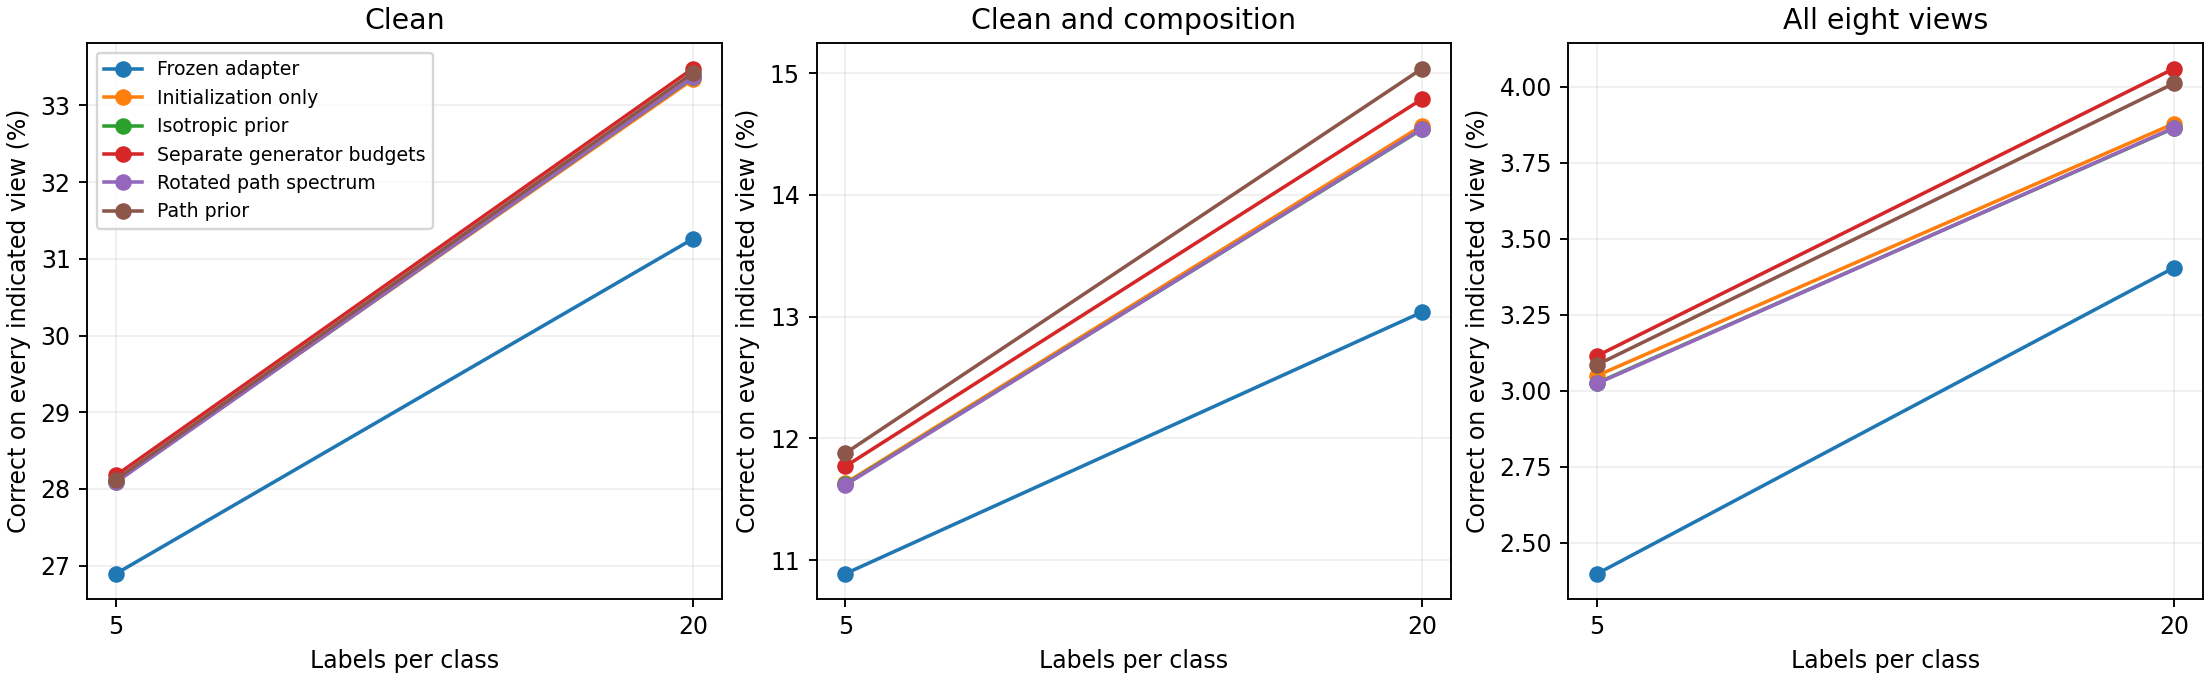 Clean
Correct on every indicated view (%)
33
32
31
30
29
28
27
Frozen adapter
Initialization only
Isotropic prior
Separate generator budgets
Rotated path spectrum
Path prior
5
20
Labels per class
Clean and composition
Correct on every indicated view (%)
15
14
13
12
11
5
20
Labels per class
All eight views
Correct on every indicated view (%)
4.00
3.75
3.50
3.25
3.00
2.75
2.50
5
20
Labels per class